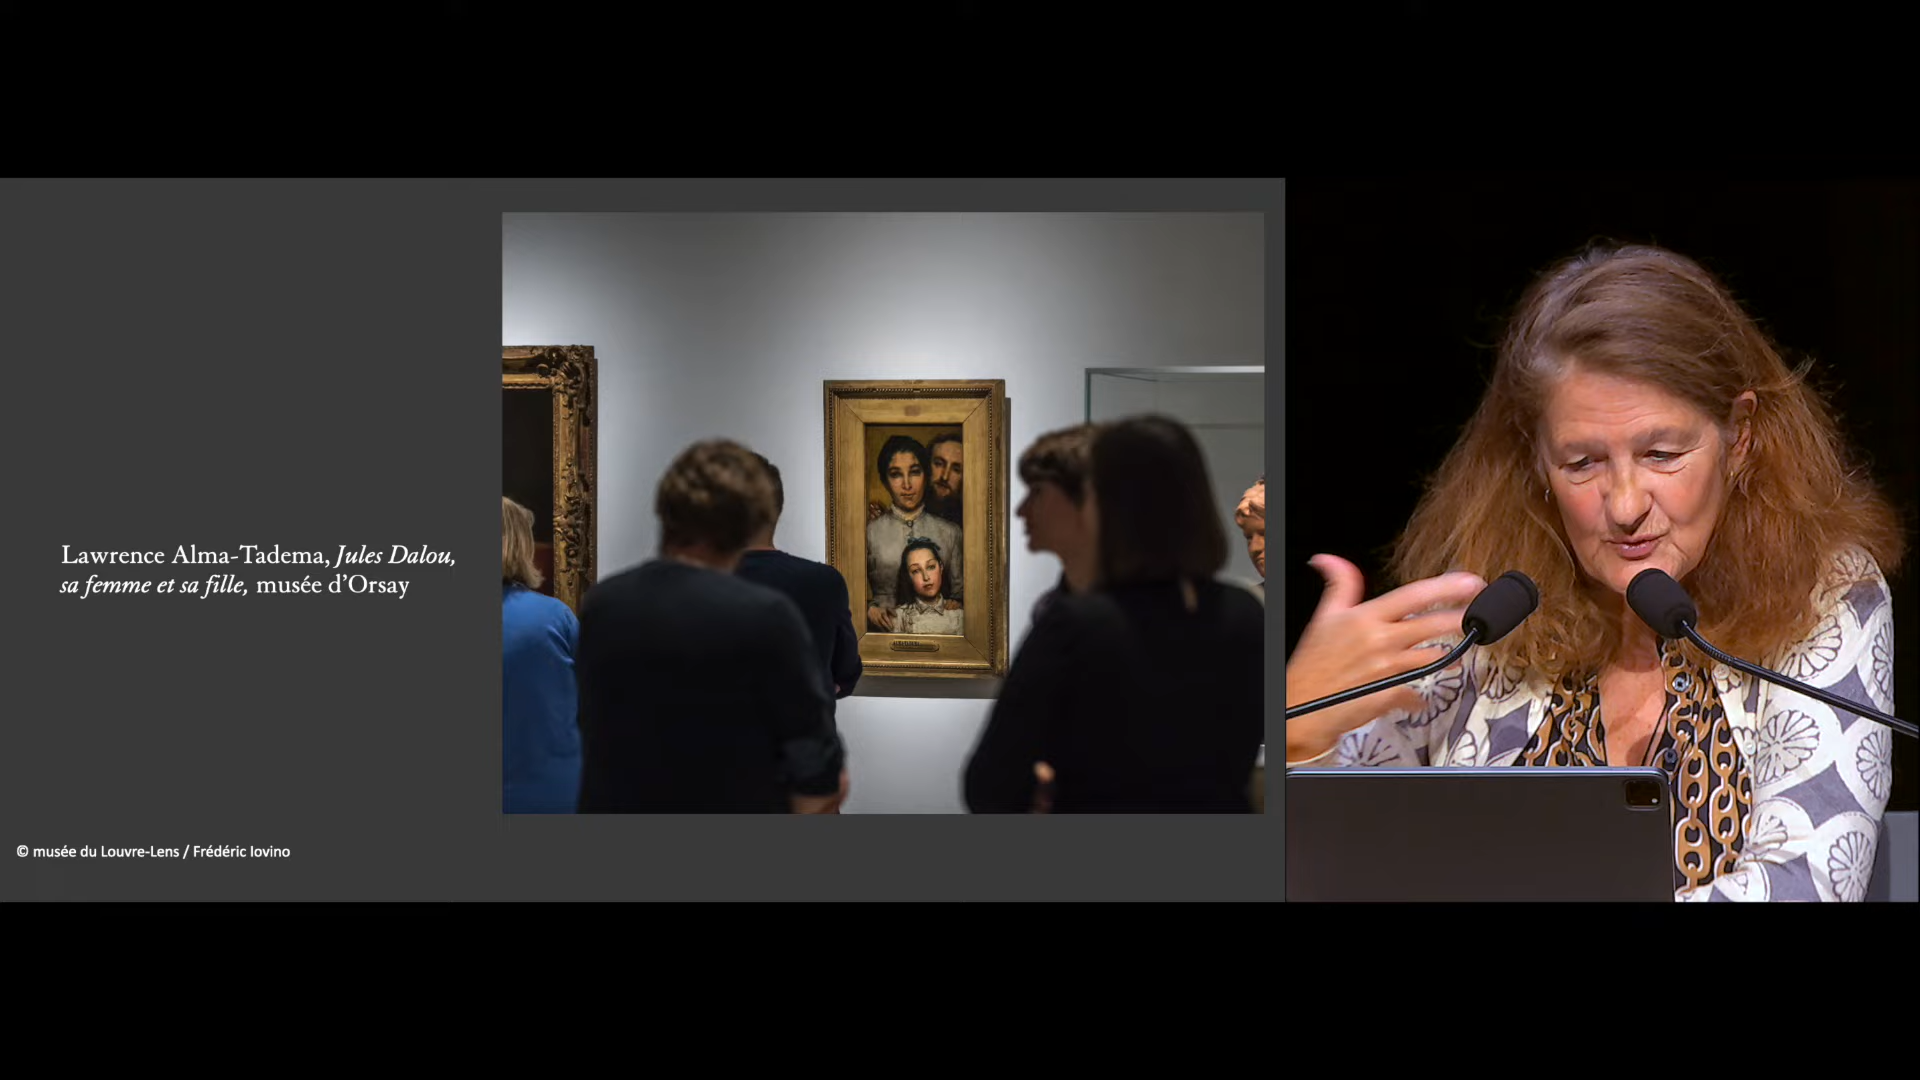 Lawrence Alma-Tadema, Jules Dalou,
sa femme et sa fille, musée d’Orsay
© musée du Louvre-Lens / Frédéric Iovino